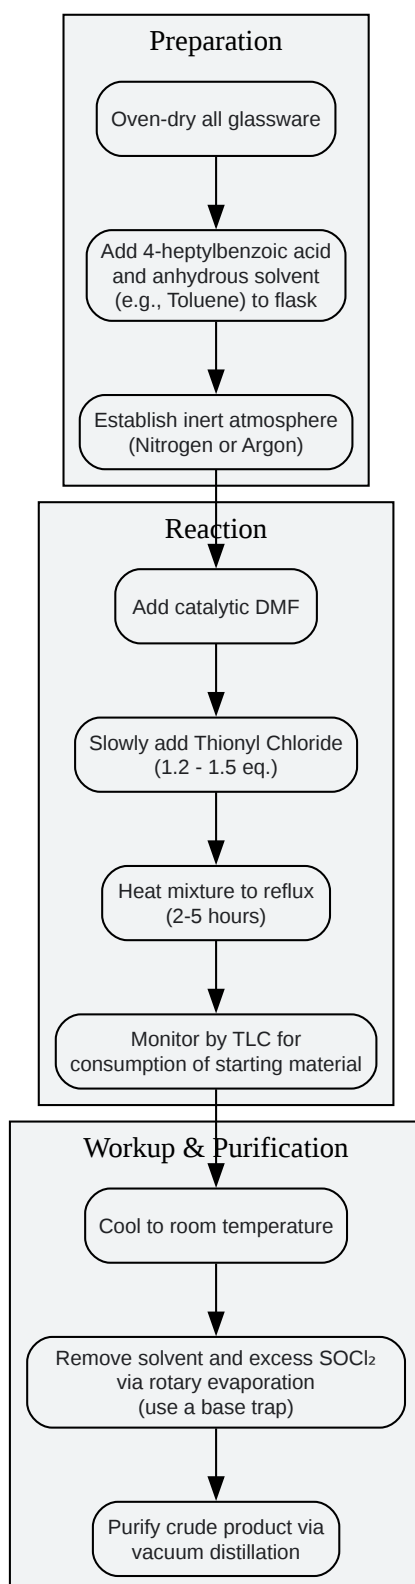 Preparation
Oven-dry all glassware
Add 4-heptylbenzoic acid
and anhydrous solvent
(e.g., Toluene) to flask
Establish inert atmosphere
(Nitrogen or Argon)
Reaction
Add catalytic DMF
Slowly add Thionyl Chloride
(1.2 - 1.5 eq.)
Heat mixture to reflux
(2-5 hours)
Monitor by TLC for
consumption of starting material
Workup & Purification
Cool to room temperature
Remove solvent and excess SOCl₂
via rotary evaporation
(use a base trap)
Purify crude product via
vacuum distillation